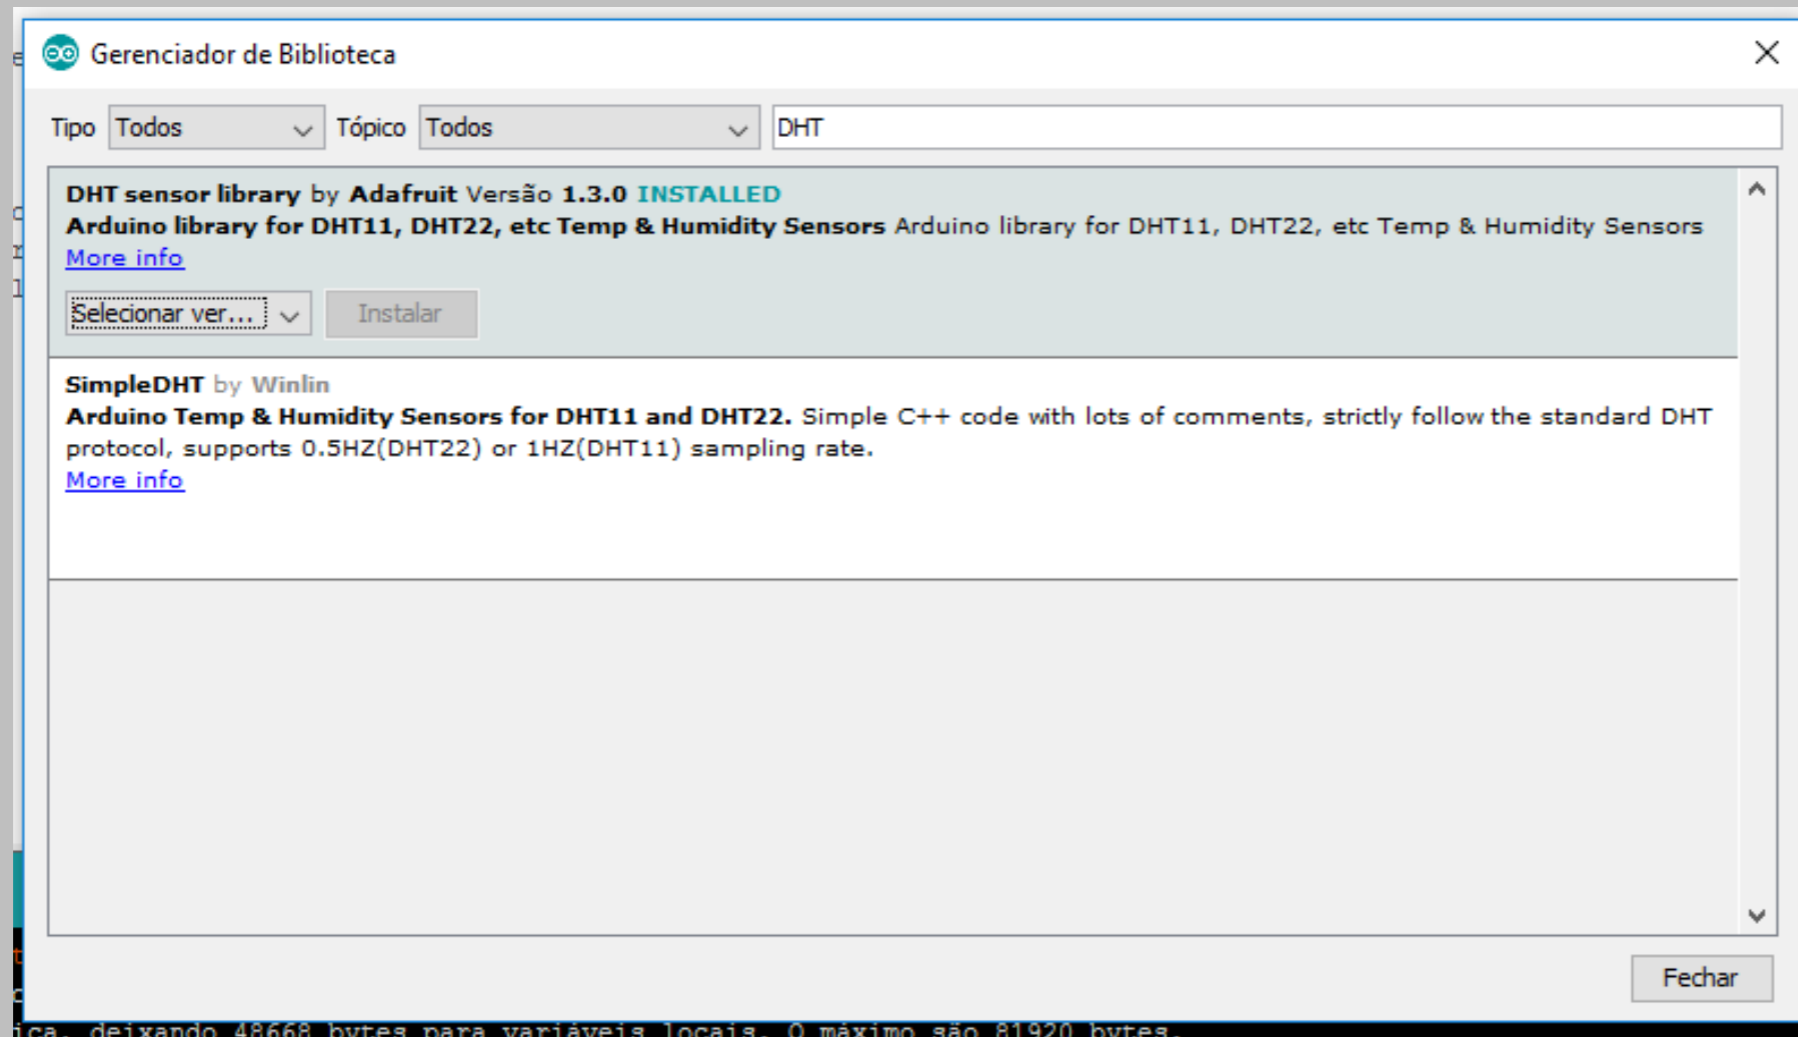 Gerenciador de Biblioteca
Tipo Todos Tópico Todos DHT
DHT sensor library by Adafruit Versão 1.3.0 INSTALLED
Arduino library for DHT11, DHT22, etc Temp & Humidity Sensors Arduino library for DHT11, DHT22, etc Temp & Humidity Sensors
More info
Selecionar ver... Instalar
SimpleDHT by Winlin
Arduino Temp & Humidity Sensors for DHT11 and DHT22. Simple C++ code with lots of comments, strictly follow the standard DHT
protocol, supports 0.5HZ(DHT22) or 1HZ(DHT11) sampling rate.
More info
Fechar
deixando 48668 bytes para variáveis locais. O máximo são 81920 bytes.